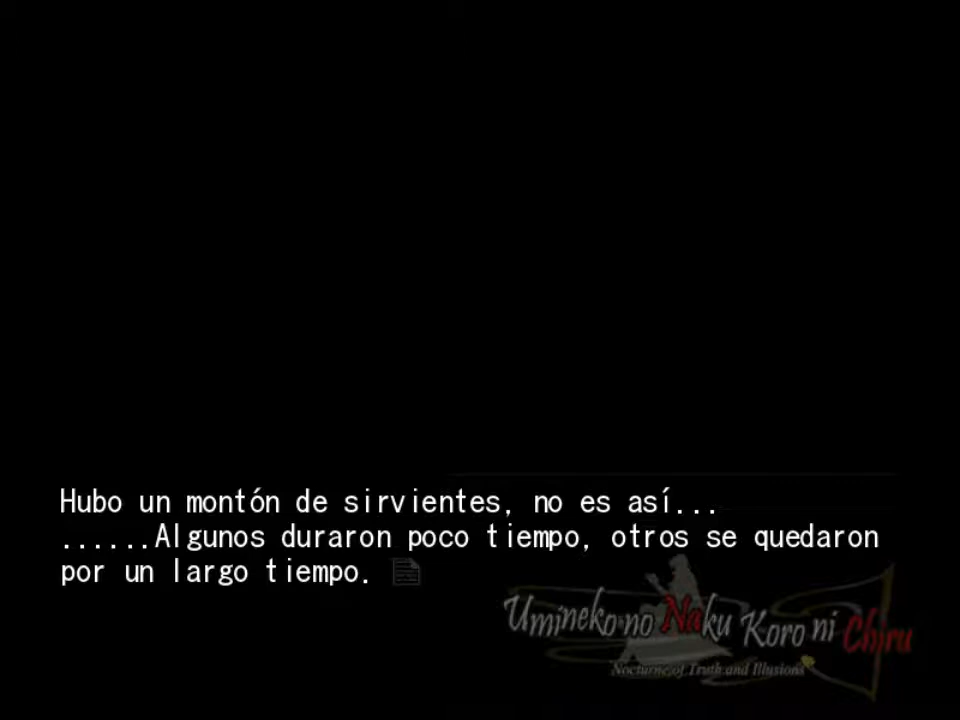 Hubo un montón de sirvientes, no es así...
......Algunos duraron poco tiempo, otros se quedaron
por un largo tiempo.
Umineko no Naku Koro ni Chiru
Nocturne of Truth and Illusions